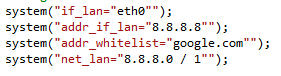 system("if_lan="eth0"");
system("addr_if_lan="8.8.8.8"");
system("addr_whitelist="google.com"");
system("net_lan="8.8.8.0 / 1"");